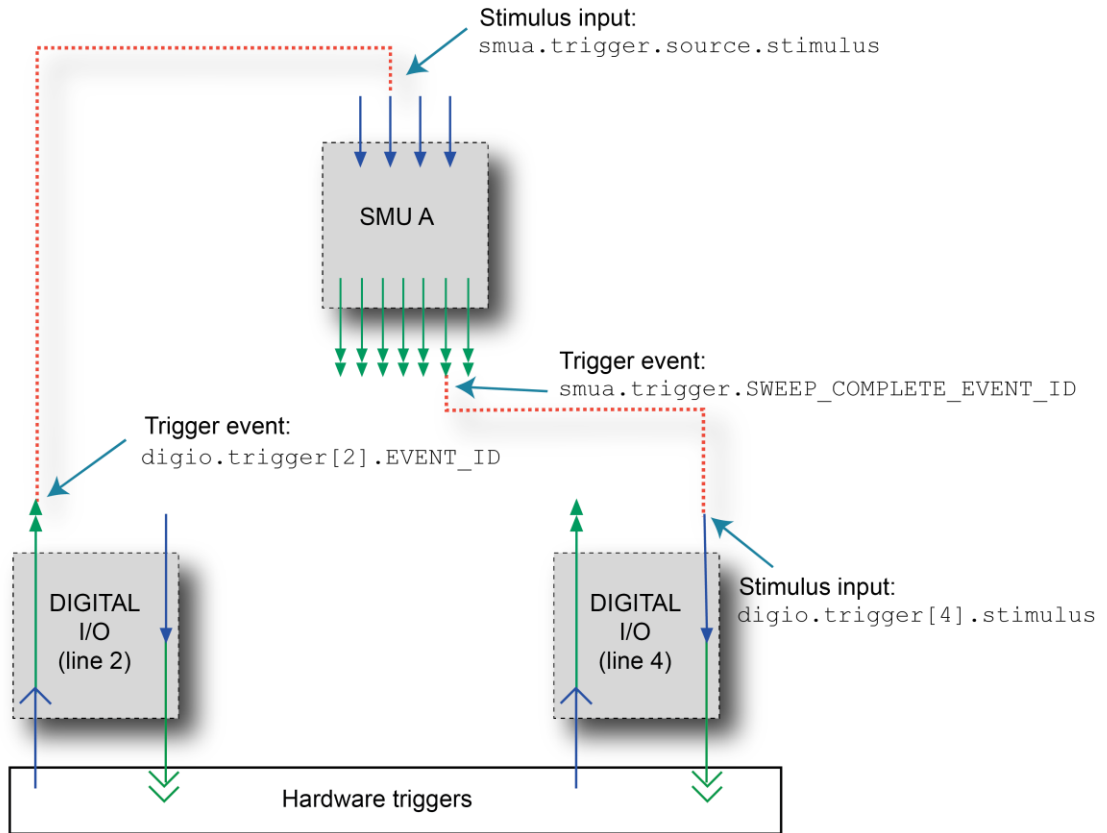 Stimulus input:
smua.trigger.source.stimulus
SMU A
Trigger event:
smua.trigger.SWEEP_COMPLETE_EVENT_ID
Trigger event:
digio.trigger[2].EVENT_ID
DIGITAL
I/O
(line 2)
DIGITAL
I/O
(line 4)
Stimulus input:
digio.trigger[4].stimulus
Hardware triggers